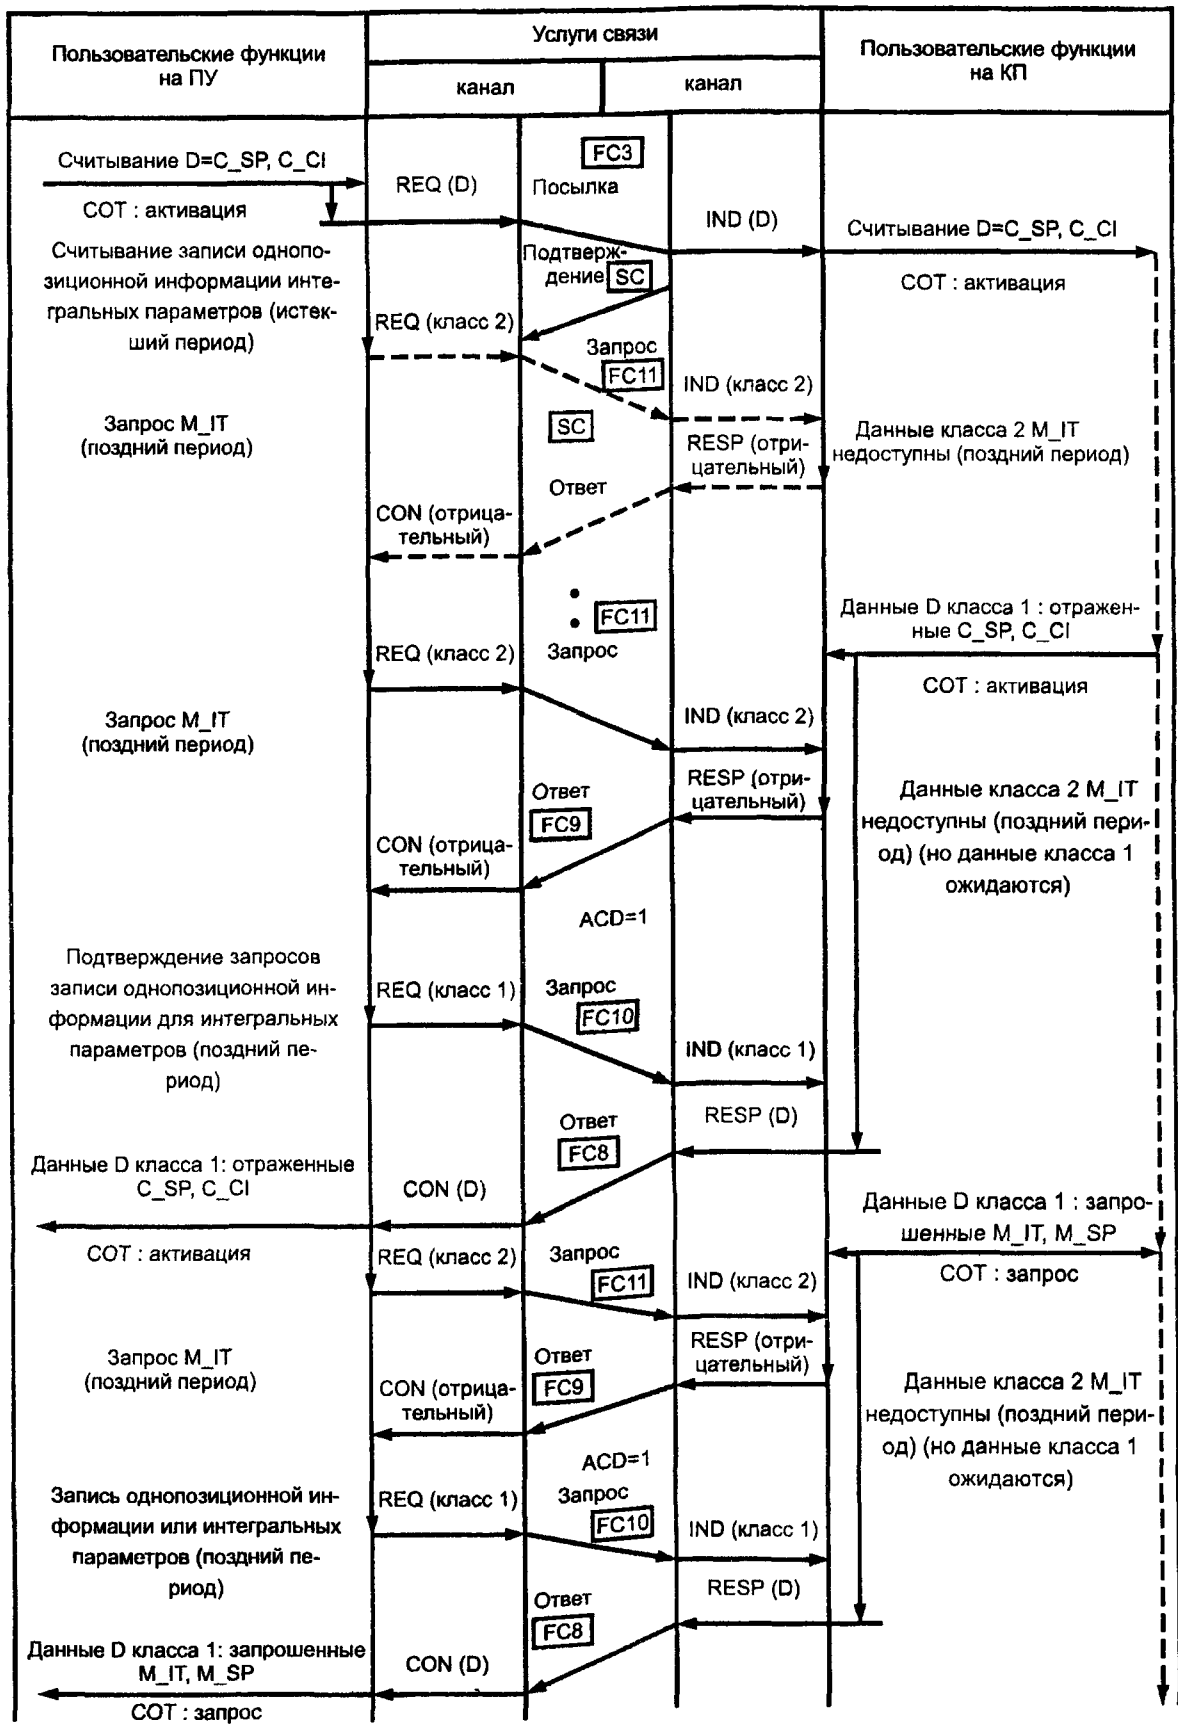 Пользовательские функции
на ПУ
Услуги связи
канал
канал
Пользовательские функции
на КП
Считывание D=C_SP, C_CI
COT : активация
REQ (D)
FC3
Посылка
IND (D)
Считывание D=C_SP, C_CI
COT : активация
Считывание записи однопо-
зиционной информации инте-
гральных параметров (истек-
ший период)
Подтверж-
дение SC
REQ (класс 2)
Запрос
FC11
IND (класс 2)
Запрос M_IT
(поздний период)
SC
RESP (отри-
цательный)
Данные класса 2 M_IT
недоступны (поздний период)
Ответ
CON (отрица-
тельный)
Данные D класса 1 : отражен-
ные C_SP, C_CI
COT : активация
FC11
Запрос
REQ (класс 2)
Запрос M_IT
(поздний период)
IND (класс 2)
RESP (отри-
цательный)
Данные класса 2 M_IT
недоступны (поздний пери-
од) (но данные класса 1
ожидаются)
Ответ
FC9
CON (отрица-
тельный)
ACD=1
Подтверждение запросов
записи однопозиционной ин-
формации для интегральных
параметров (поздний пе-
риод)
REQ (класс 1)
Запрос
FC10
IND (класс 1)
RESP (D)
Ответ
FC8
Данные D класса 1: отраженные
C_SP, C_CI
CON (D)
COT : активация
Данные D класса 1 : запро-
шенные M_IT, M_SP
COT : запрос
REQ (класс 2)
Запрос
FC11
IND (класс 2)
Запрос M_IT
(поздний период)
RESP (отри-
цательный)
Ответ
FC9
CON (отрица-
тельный)
Данные класса 2 M_IT
недоступны (поздний пери-
од) (но данные класса 1
ожидаются)
ACD=1
Запись однопозиционной ин-
формации или интегральных
параметров (поздний пе-
риод)
REQ (класс 1)
Запрос
FC10
IND (класс 1)
RESP (D)
Ответ
FC8
Данные D класса 1: запрошенные
M_IT, M_SP
CON (D)
COT : запрос